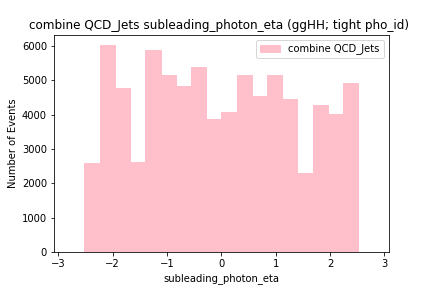 combine QCD_Jets subleading_photon_eta (ggHH; tight pho_id)
combine QCD_Jets
Number of Events
6000
5000
4000
3000
2000
1000
0
−3 −2 −1 0 1 2 3
subleading_photon_eta